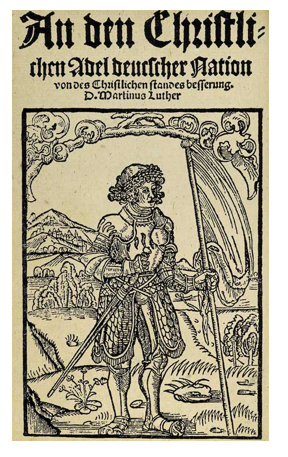 An den Christli-
chen Adel deutscher Nation
von des Christlichen standes besserung.
D. Martinus Luther